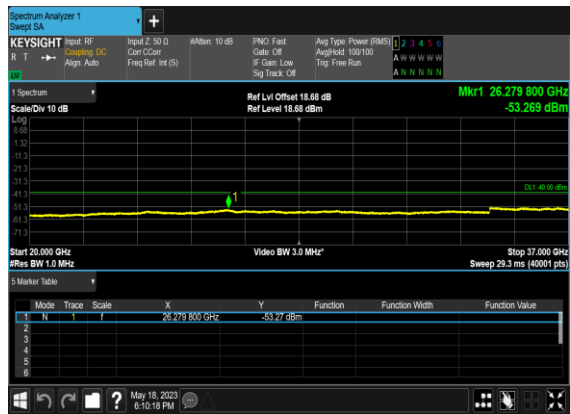 Spectrum Analyzer 1
Swept SA
KEYSIGHT Input: RF Input Z: 50 Ω #Atten: 10 dB PNO: Fast Avg Type: Power (RMS) 1 2 3 4 5 6
R T Coupling: DC Corr CCorr Gate: Off Avg|Hold: 100/100 A W W W W W
Align: Auto Freq Ref: Int (S) IF Gain: Low Trig: Free Run
Sig Track: Off A N N N N N
LXI
1 Spectrum Ref Lvl Offset 18.68 dB Mkr1 26.279 800 GHz
Scale/Div 10 dB Ref Level 18.68 dBm -53.269 dBm
Log
8.68
-1.32
-11.3
-21.3
-31.3
-41.3 DL1 -40.00 dBm
-51.3 1
-61.3
-71.3
Start 20.000 GHz Video BW 3.0 MHz* Stop 37.000 GHz
#Res BW 1.0 MHz Sweep 29.3 ms (40001 pts)
5 Marker Table
Mode Trace Scale X Y Function Function Width Function Value
1 N 1 f 26.279 800 GHz -53.27 dBm
2
3
4
5
6
? May 18, 2023
6:10:18 PM